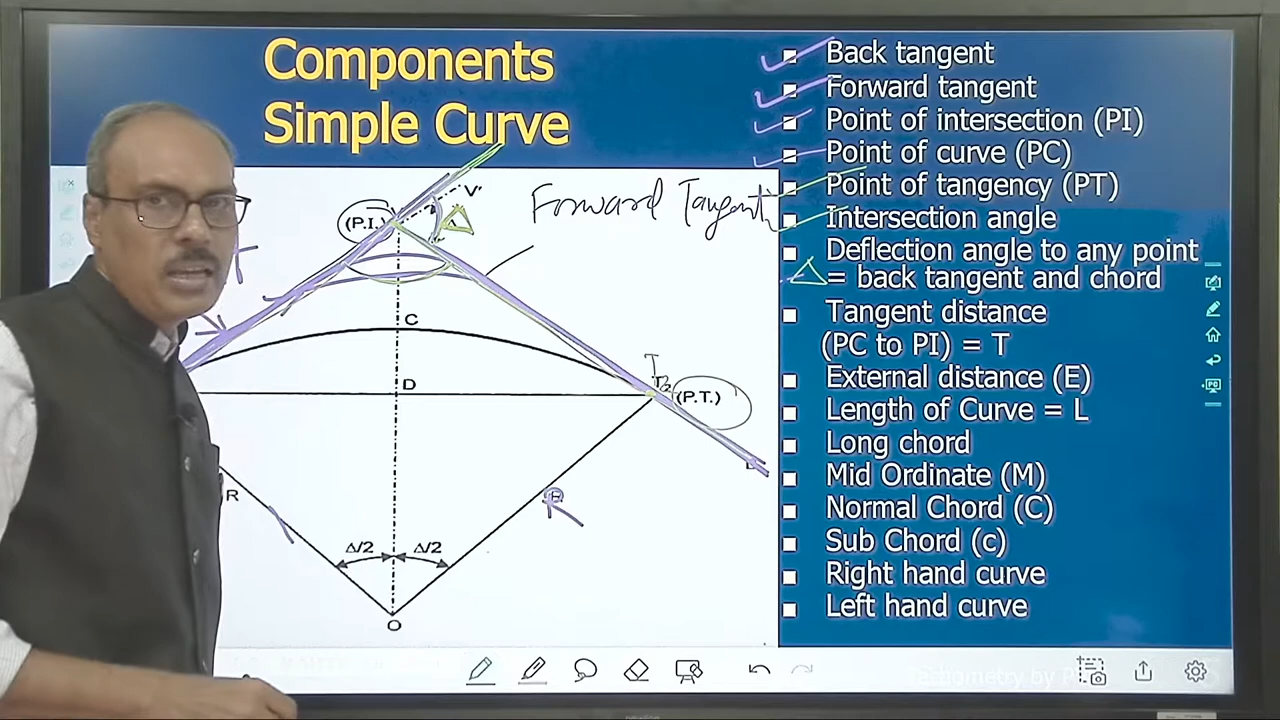 Components
Simple Curve
Back tangent
Forward tangent
Point of intersection (PI)
Point of curve (PC)
Point of tangency (PT)
Intersection angle
Deflection angle to any point
= back tangent and chord
Tangent distance
(PC to PI) = T
External distance (E)
Length of Curve = L
Long chord
Mid Ordinate (M)
Normal Chord (C)
Sub Chord (c)
Right hand curve
Left hand curve
V'
(P.I.)
Δ
Forward Tangent
Δ
C
D
T
T₂ (P.T.)
R
Δ/2 Δ/2
O